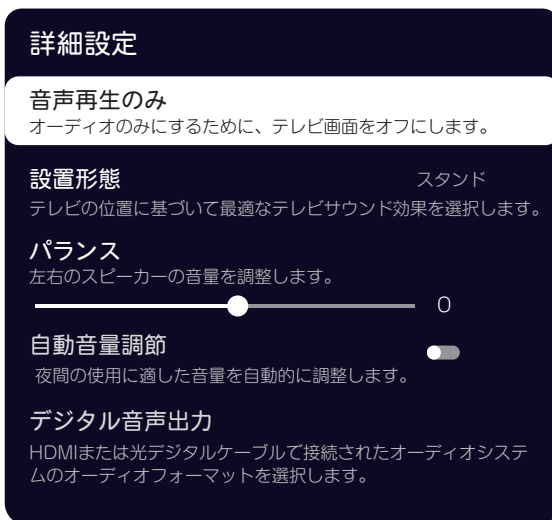 詳細設定
音声再生のみ
オーディオのみにするために、テレビ画面をオフにします。
設置形態 スタンド
テレビの位置に基づいて最適なテレビサウンド効果を選択します。
バランス
左右のスピーカーの音量を調整します。
0
自動音量調節
夜間の使用に適した音量を自動的に調整します。
デジタル音声出力
HDMIまたは光デジタルケーブルで接続されたオーディオシステ
ムのオーディオフォーマットを選択します。